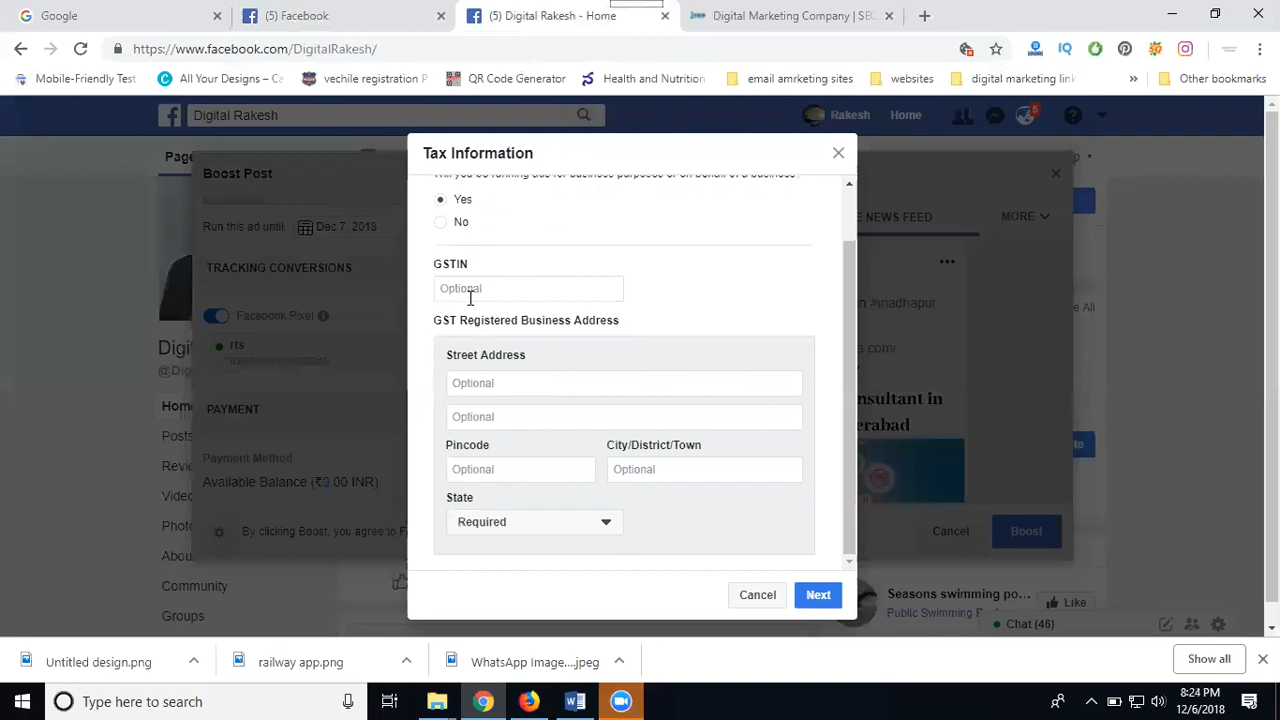 Google
(5) Facebook
(5) Digital Rakesh - Home
Digital Marketing Company | SEO
https://www.facebook.com/DigitalRakesh/
Mobile-Friendly Test
All Your Designs – Ca
vechile registration P
QR Code Generator
Health and Nutrition
email amrketing sites
websites
digital marketing link
»
Other bookmarks
Digital Rakesh
Rakesh
Home
5
Page
Boost Post
Tax Information
Will you be running ads for business purposes or on behalf of a business
Yes
No
Run this ad until
Dec 7, 2018
NEWS FEED
MORE
TRACKING CONVERSIONS
GSTIN
Optional
in #madhapur
See All
Facebook Pixel
GST Registered Business Address
rts
Digi
@Dig
Street Address
Optional
Optional
onsultant in
erabad
Hom
Posts
Revie
Video
Photo
About
Community
Groups
PAYMENT
Payment Method
Available Balance (₹0.00 INR)
By clicking Boost, you agree to F
Pincode
City/District/Town
Optional
Optional
State
Required
Cancel
Boost
Cancel
Next
Seasons swimming po...
Like
Public Swimming
Chat (46)
Untitled design.png
railway app.png
WhatsApp Image....jpeg
Show all
Type here to search
8:24 PM
12/6/2018